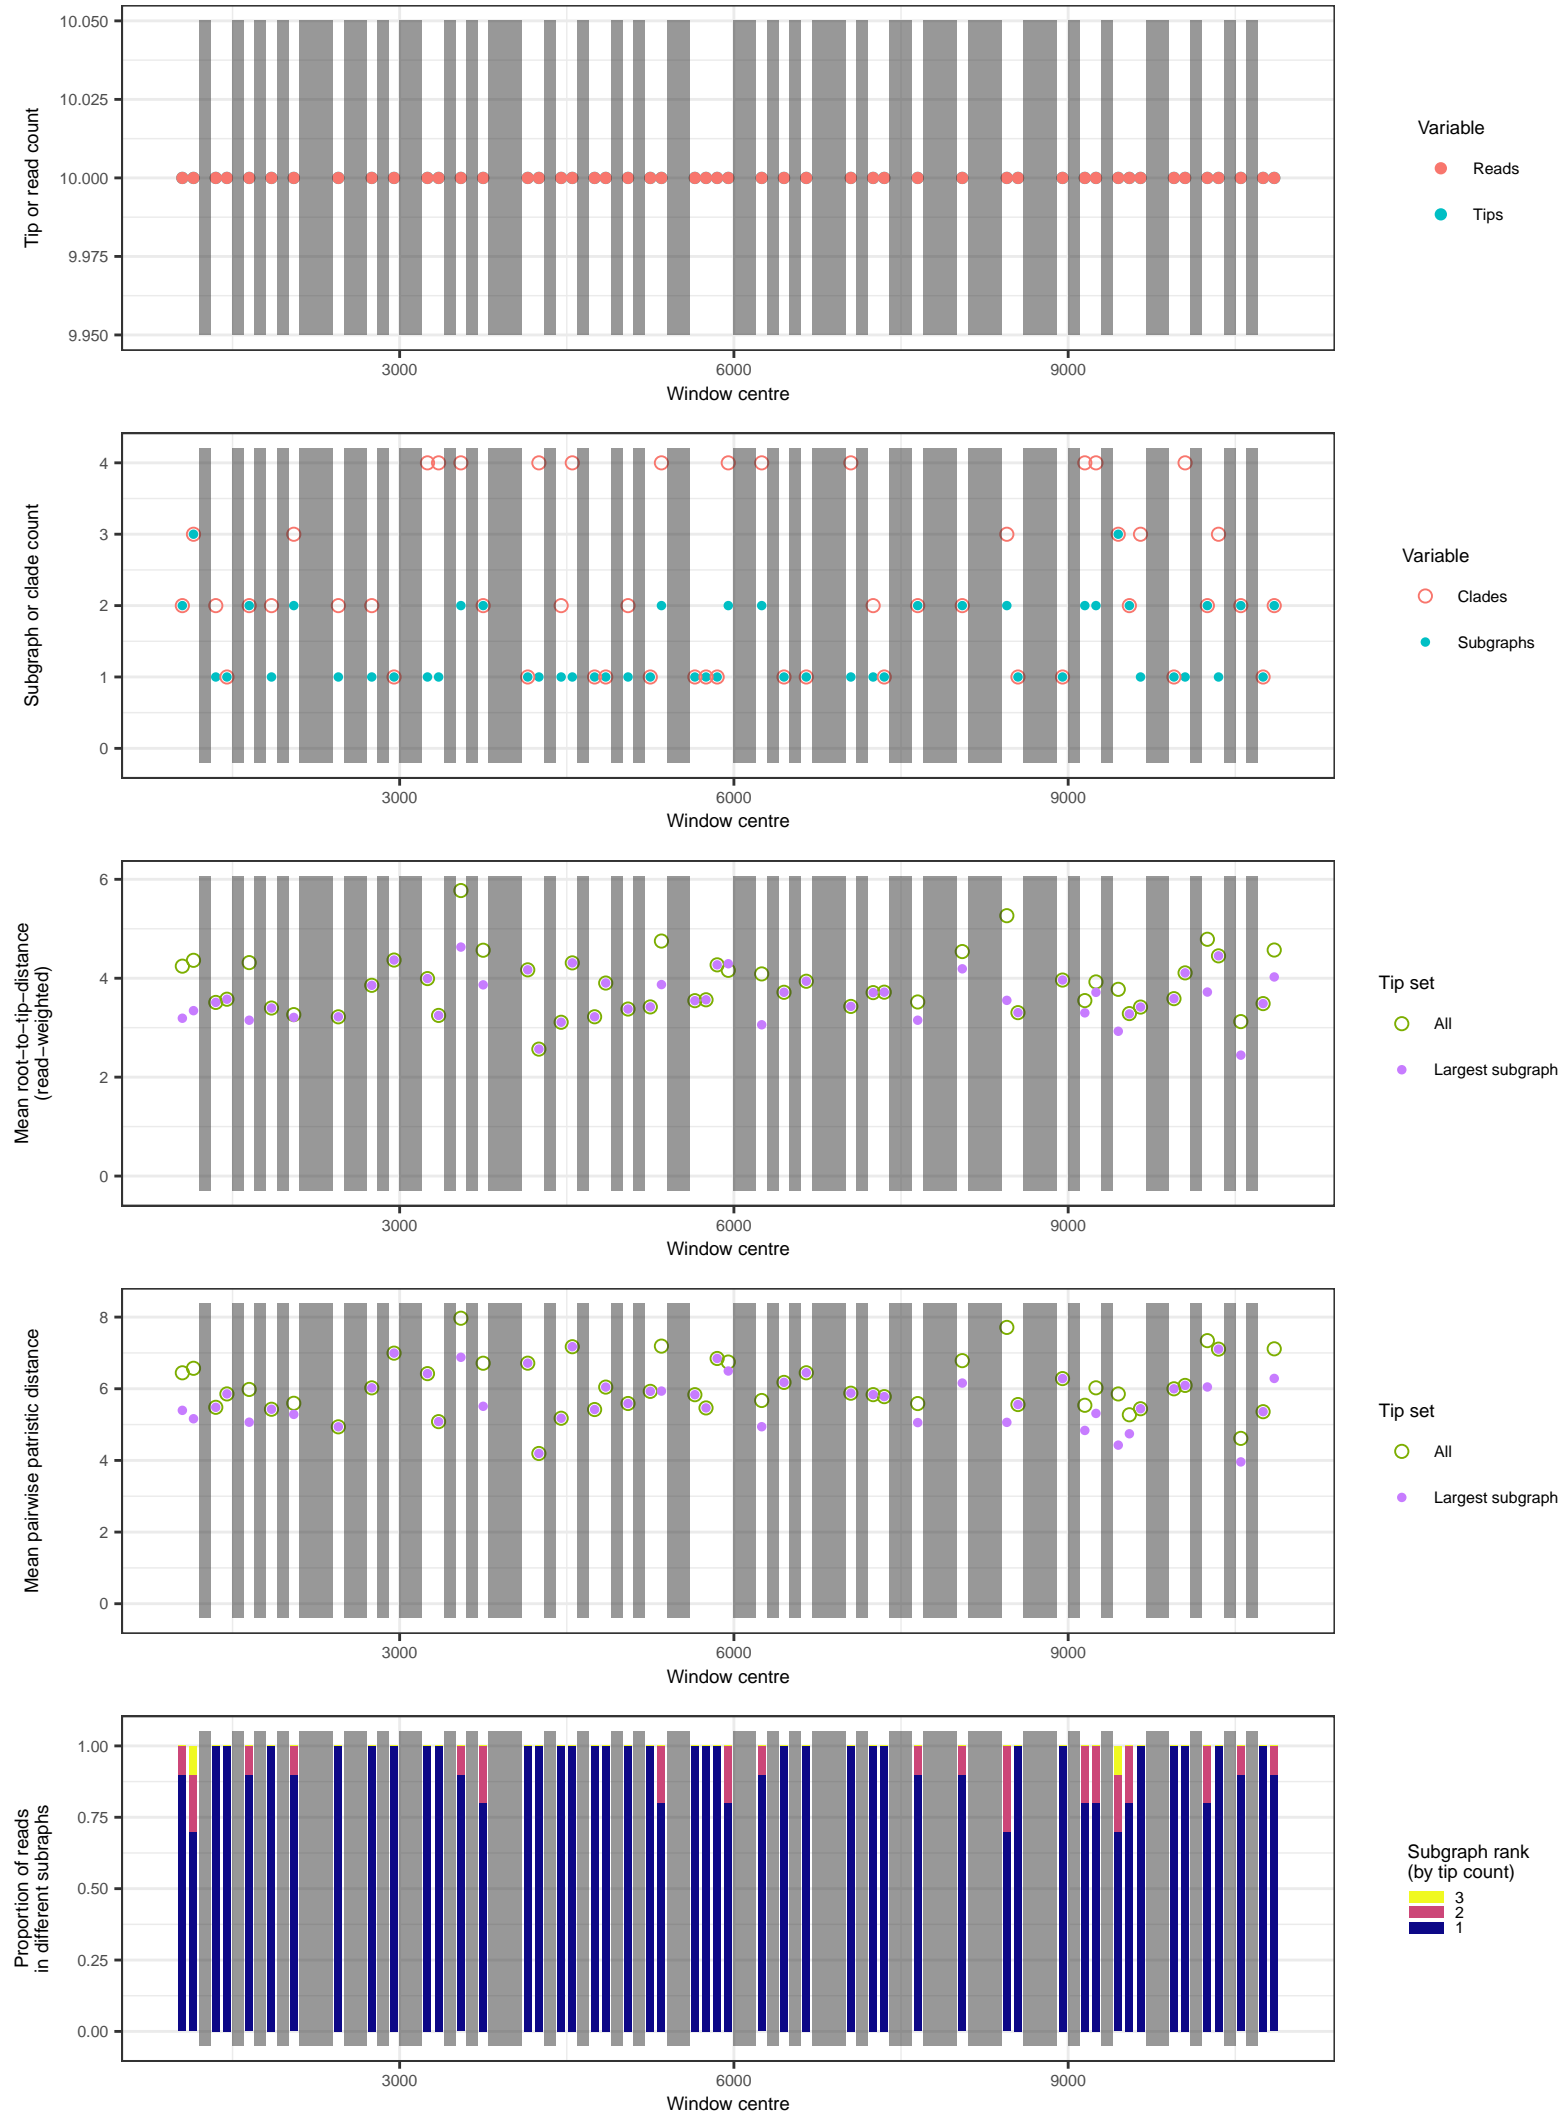 10.050
10.025
10.000
9.975
9.950
Tip or read count
3000
6000
9000
Window centre
Variable
Reads
Tips
4
3
2
1
0
Subgraph or clade count
3000
6000
9000
Window centre
Variable
Clades
Subgraphs
6
4
2
0
Mean root−to−tip−distance
(read−weighted)
3000
6000
9000
Window centre
Tip set
All
Largest subgraph
8
6
4
2
0
Mean pairwise patristic distance
3000
6000
9000
Window centre
Tip set
All
Largest subgraph
1.00
0.75
0.50
0.25
0.00
Proportion of reads
in different subraphs
3000
6000
9000
Window centre
Subgraph rank
(by tip count)
3
2
1